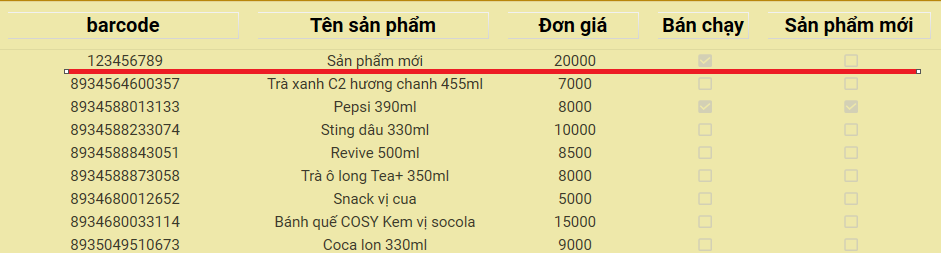 barcode Tên sản phẩm Đơn giá Bán chạy Sản phẩm mới
123456789 Sản phẩm mới 20000
8934564600357 Trà xanh C2 hương chanh 455ml 7000
8934588013133 Pepsi 390ml 8000
8934588233074 Sting dâu 330ml 10000
8934588843051 Revive 500ml 8500
8934588873058 Trà ô long Tea+ 350ml 8000
8934680012652 Snack vị cua 5000
8934680033114 Bánh quế COSY Kem vị socola 15000
8935049510673 Coca lon 330ml 9000